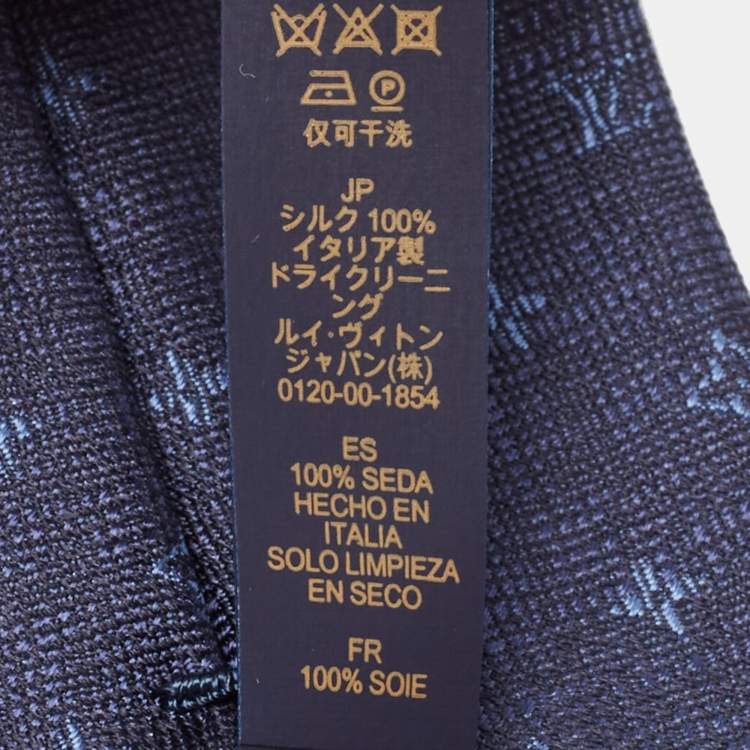 P
仅可干洗
JP
シルク 100%
イタリア製
ドライクリーニ
ング
ルイ·ヴィトン
ジャパン(株)
0120-00-1854
ES
100% SEDA
HECHO EN
ITALIA
SOLO LIMPIEZA
EN SECO
FR
100% SOIE